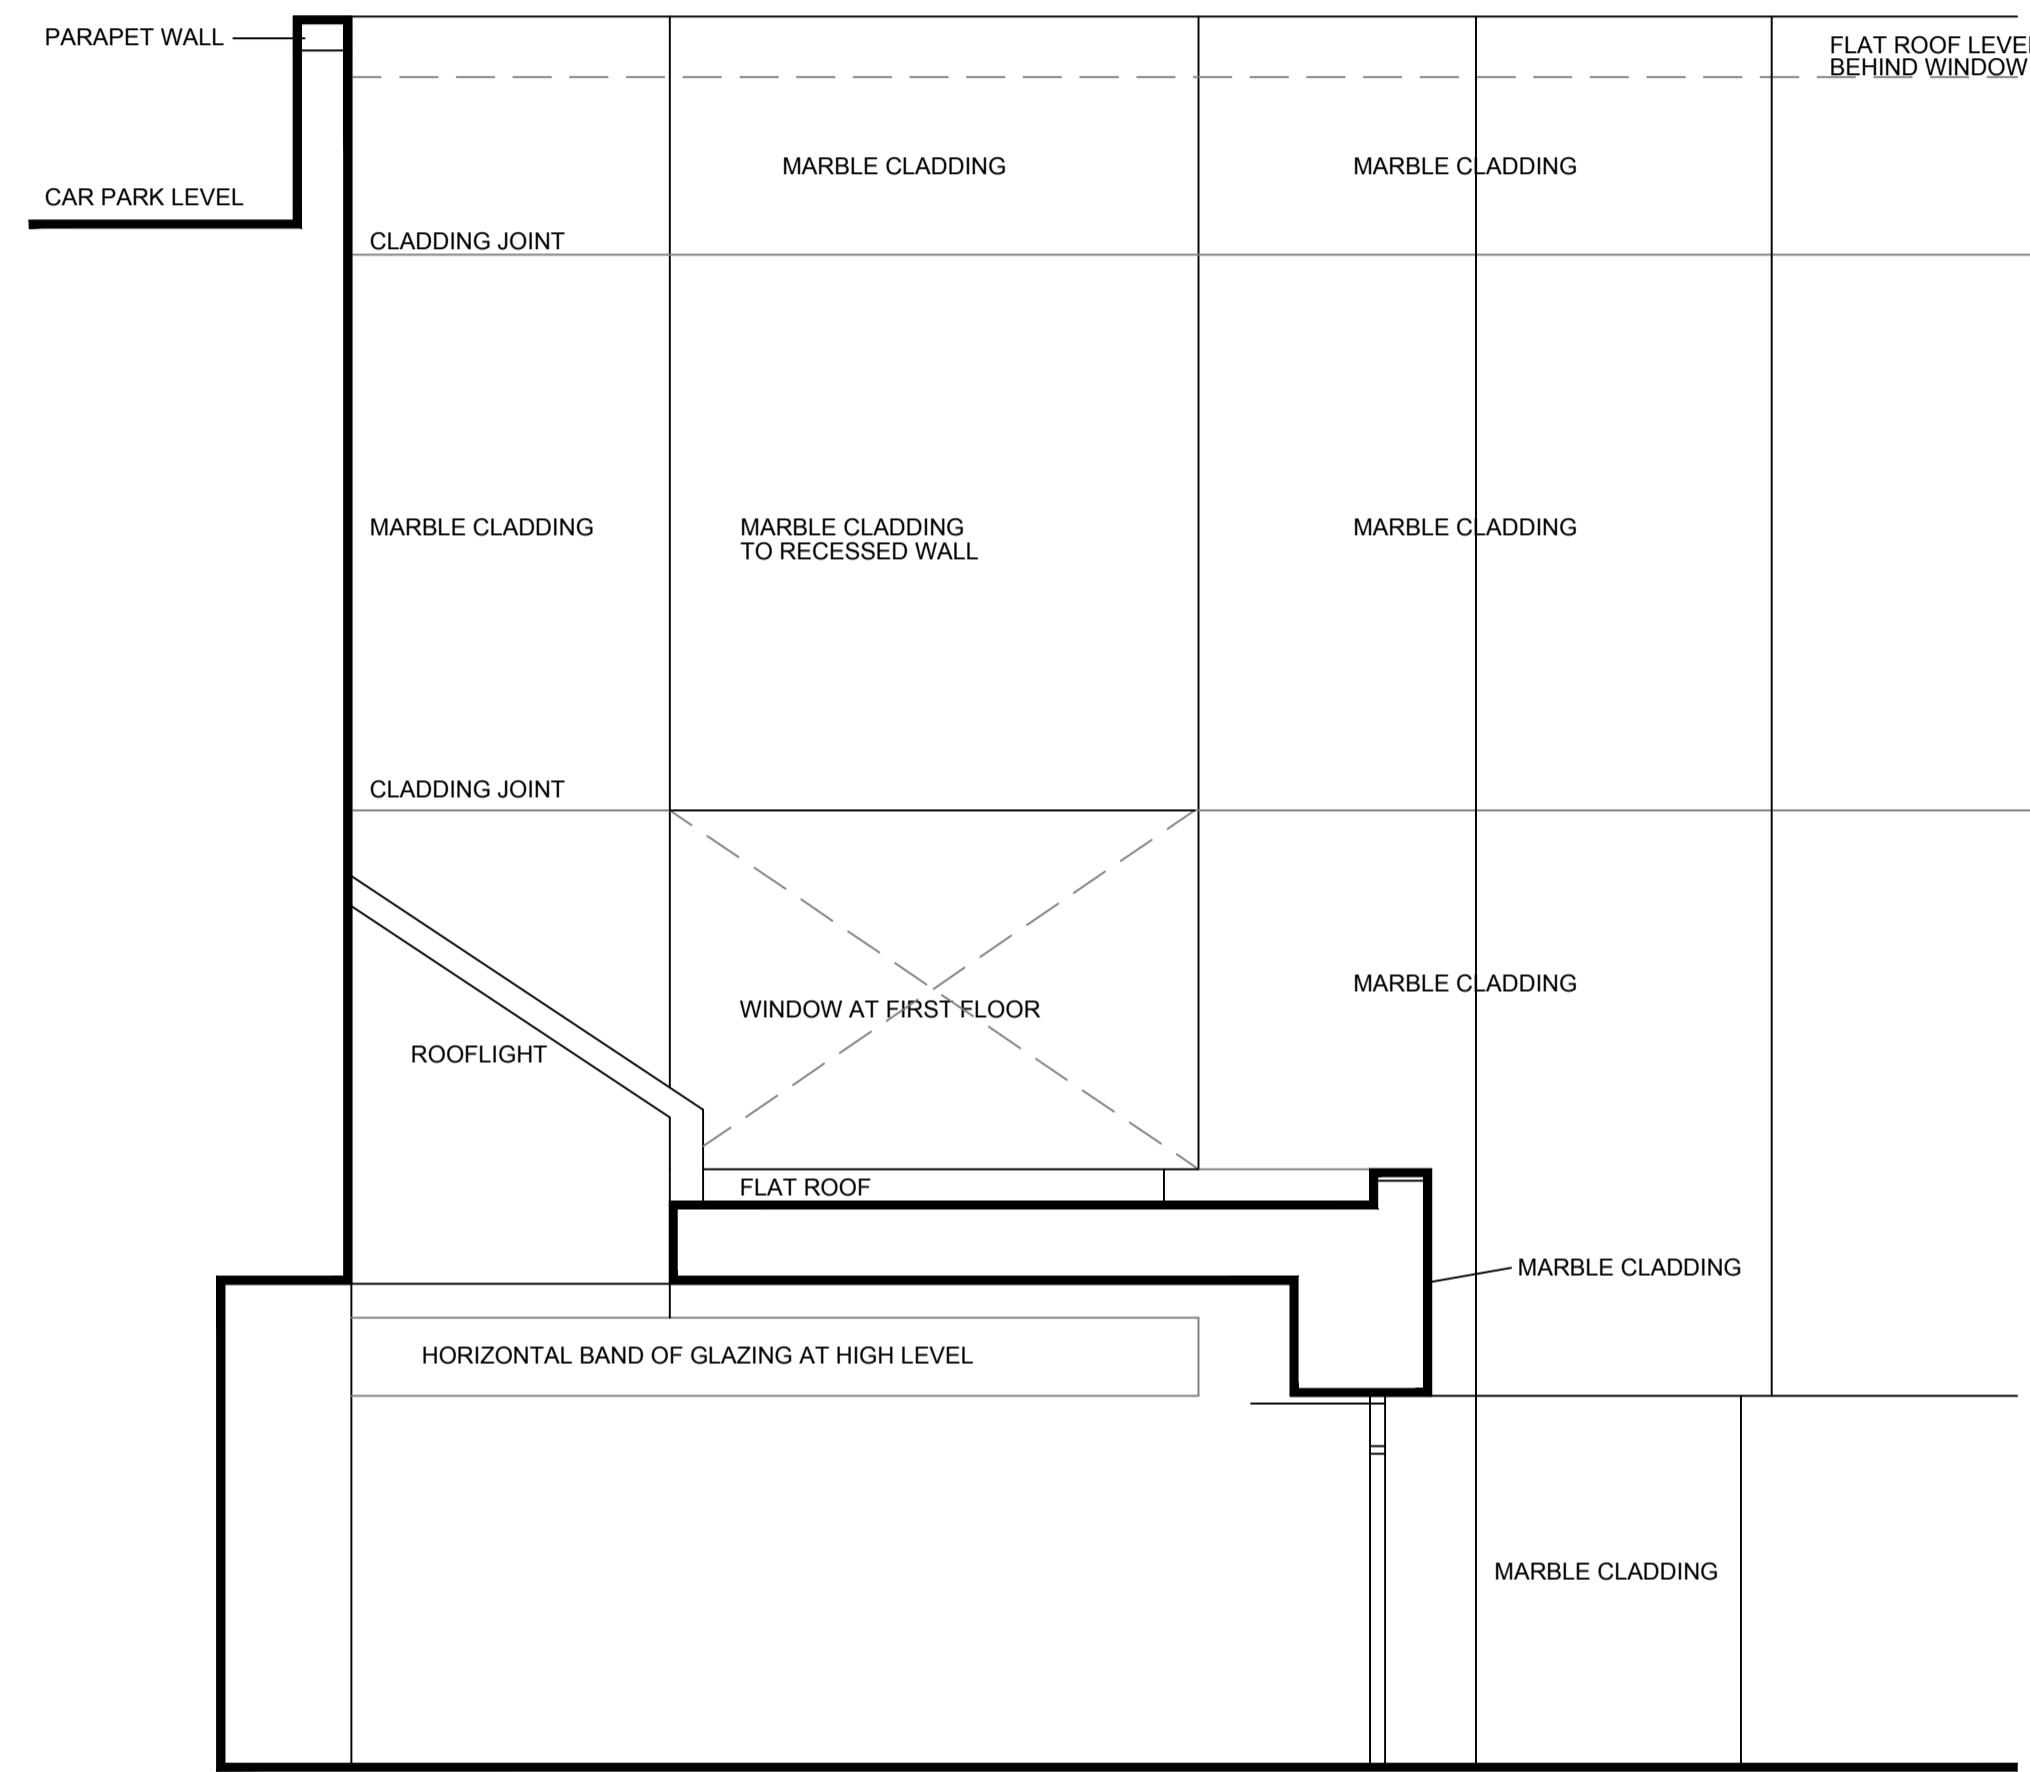 PARAPET WALL
FLAT ROOF LEVEL
BEHIND WINDOW
MARBLE CLADDING
MARBLE CLADDING
CAR PARK LEVEL
CLADDING JOINT
MARBLE CLADDING
MARBLE CLADDING
TO RECESSED WALL
MARBLE CLADDING
CLADDING JOINT
MARBLE CLADDING
WINDOW AT FIRST FLOOR
ROOFLIGHT
FLAT ROOF
MARBLE CLADDING
HORIZONTAL BAND OF GLAZING AT HIGH LEVEL
MARBLE CLADDING